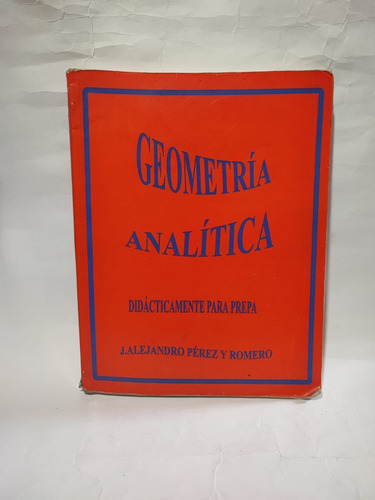 GEOMETRÍA
ANALÍTICA
DIDÁCTICAMENTE PARA PREPA
J.ALEJANDRO PÉREZ Y ROMERO